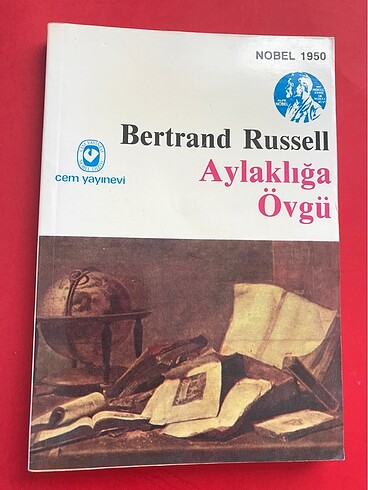 NOBEL 1950
Bertrand Russell
Aylaklığa
Övgü
cem yayınevi